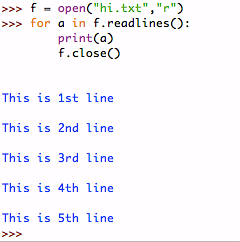 >>> f = open("hi.txt","r")
>>> for a in f.readlines():
        print(a)
        f.close()
This is 1st line
This is 2nd line
This is 3rd line
This is 4th line
This is 5th line
>>>